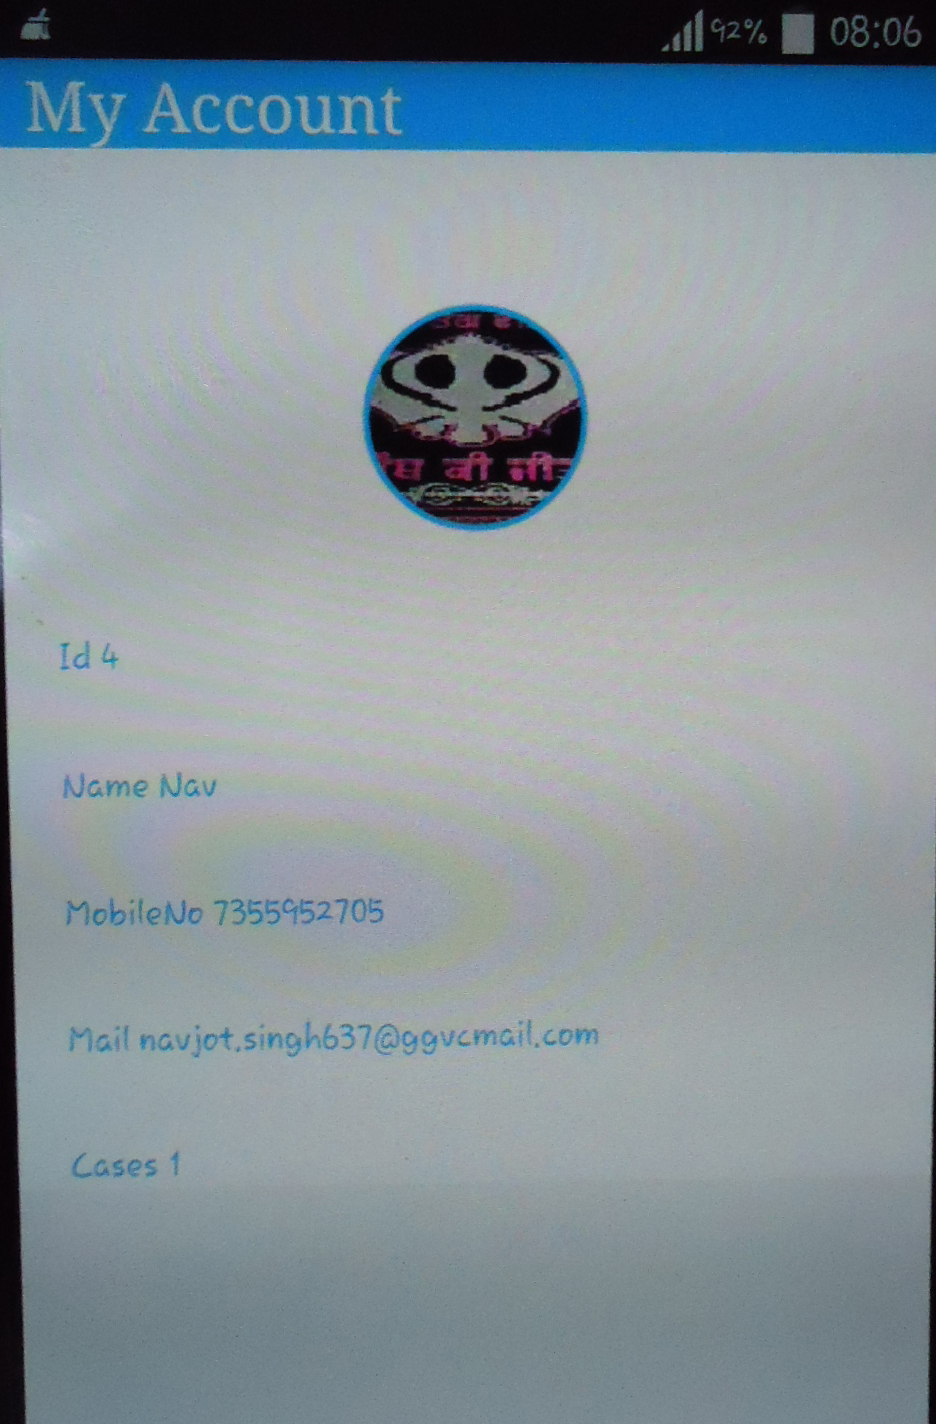 92% 08:06
My Account
की
Id 4
Name Nav
MobileNo 7355952705
Mail navjot.singh637@ggvcmail.com
Cases 1